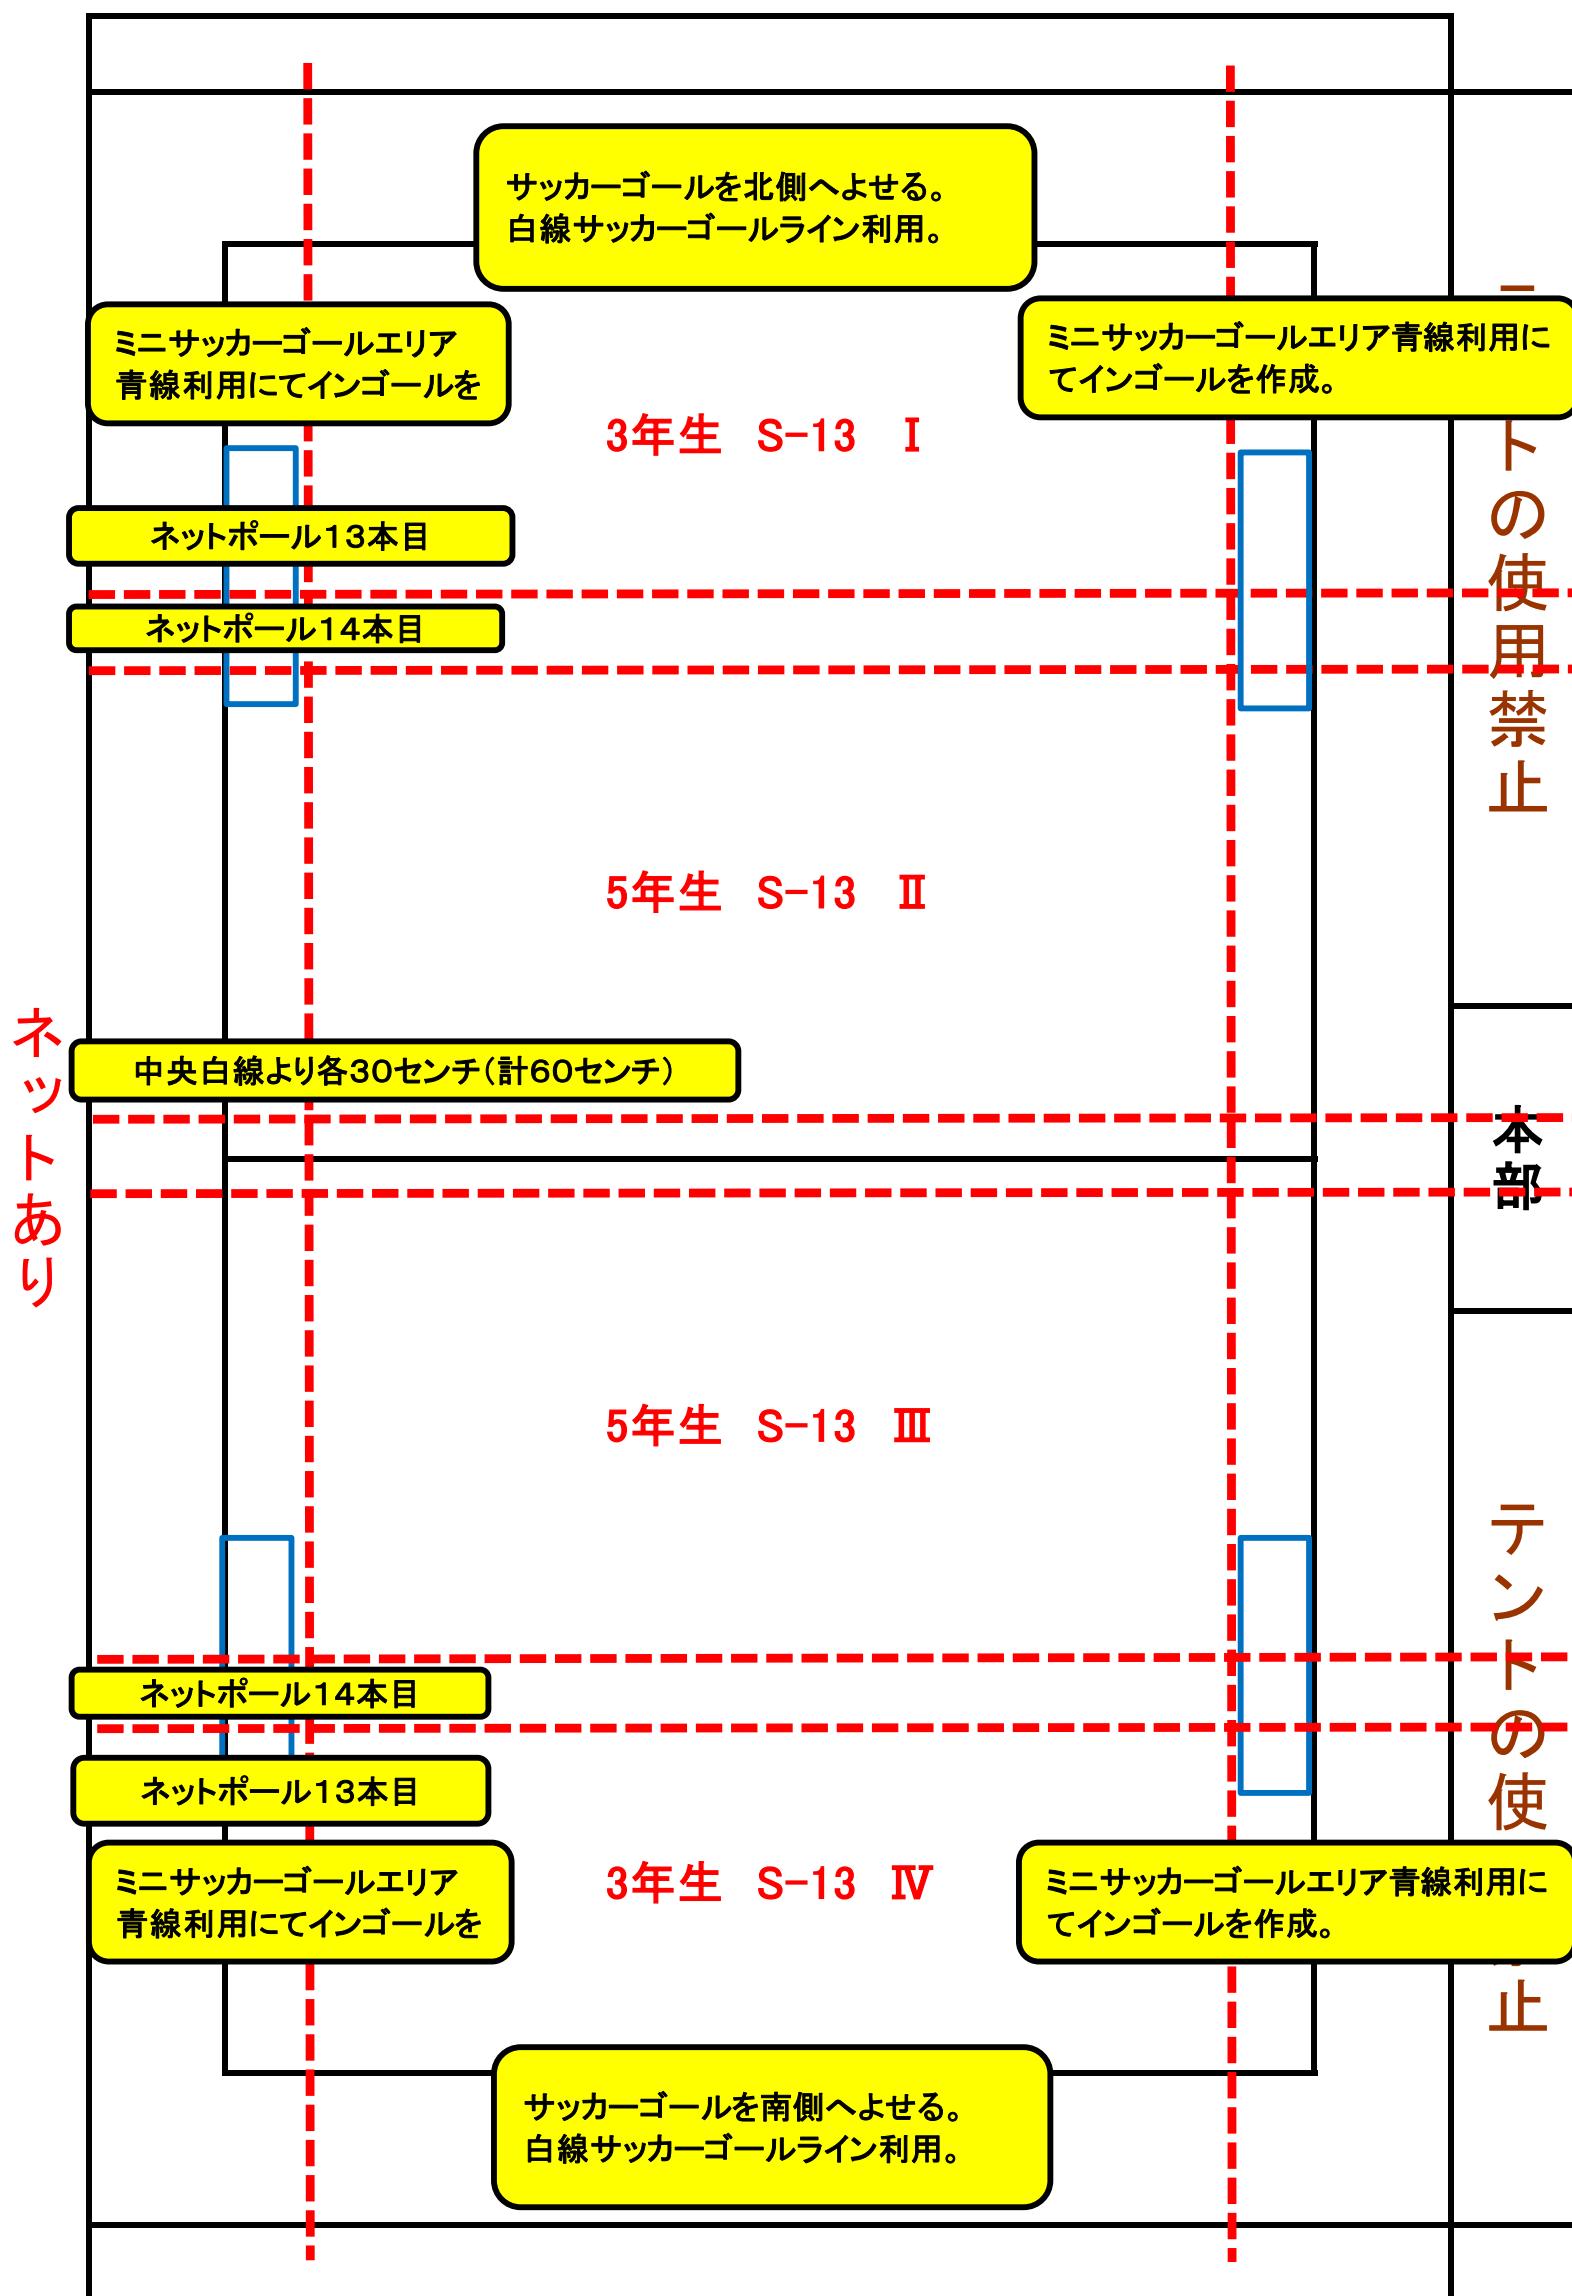 サッカーゴールを北側へよせる。
白線サッカーゴールライン利用。
ミニサッカーゴールエリア
青線利用にてインゴールを
ミニサッカーゴールエリア青線利用に
てインゴールを作成。
3年生　S-13　Ⅰ
ネットポール13本目
ネットポール14本目
トの使用禁止
5年生　S-13　Ⅱ
ネットあり
中央白線より各30センチ(計60センチ)
本部
5年生　S-13　Ⅲ
テントの使
止
ネットポール14本目
ネットポール13本目
ミニサッカーゴールエリア
青線利用にてインゴールを
3年生　S-13　Ⅳ
ミニサッカーゴールエリア青線利用に
てインゴールを作成。
サッカーゴールを南側へよせる。
白線サッカーゴールライン利用。